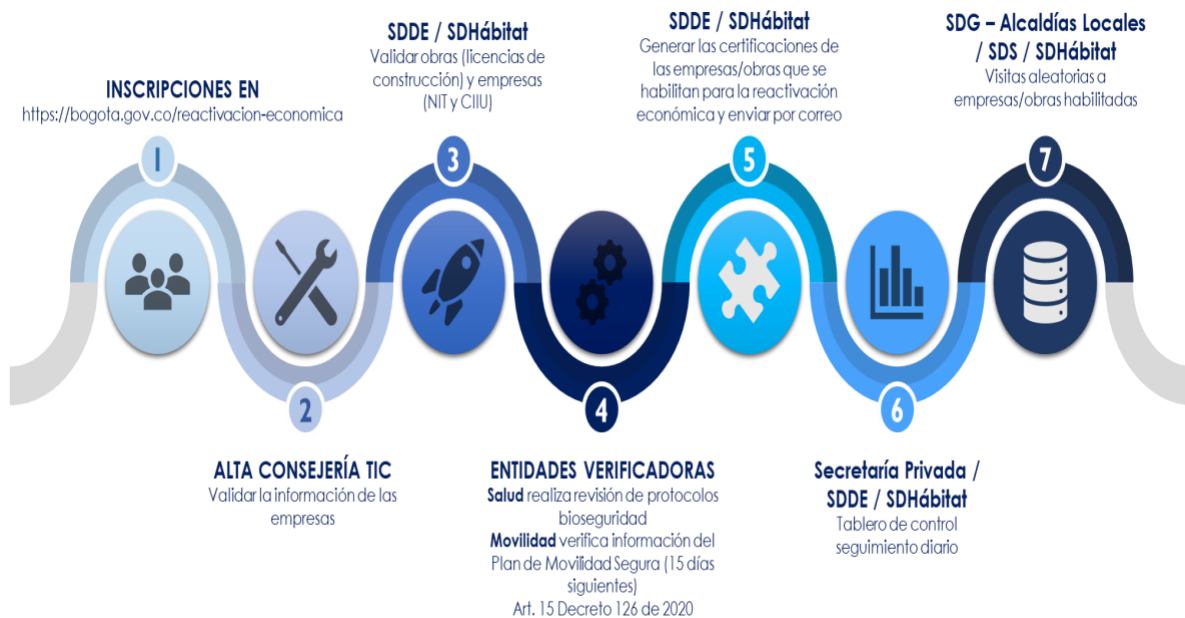 INSCRIPCIONES EN
https://bogota.gov.co/reactivacion-economica
1
2
ALTA CONSEJERÍA TIC
Validar la información de las
empresas
SDDE / SDHábitat
Validar obras (licencias de
construcción) y empresas
(NIT y CIIU)
3
4
ENTIDADES VERIFICADORAS
Salud realiza revisión de protocolos
bioseguridad
Movilidad verifica información del
Plan de Movilidad Segura (15 días
siguientes)
Art. 15 Decreto 126 de 2020
SDDE / SDHábitat
Generar las certificaciones de
las empresas/obras que se
habilitan para la reactivación
económica y enviar por correo
5
6
Secretaría Privada /
SDDE / SDHábitat
Tablero de control
seguimiento diario
SDG – Alcaldías Locales
/ SDS / SDHábitat
Visitas aleatorias a
empresas/obras habilitadas
7